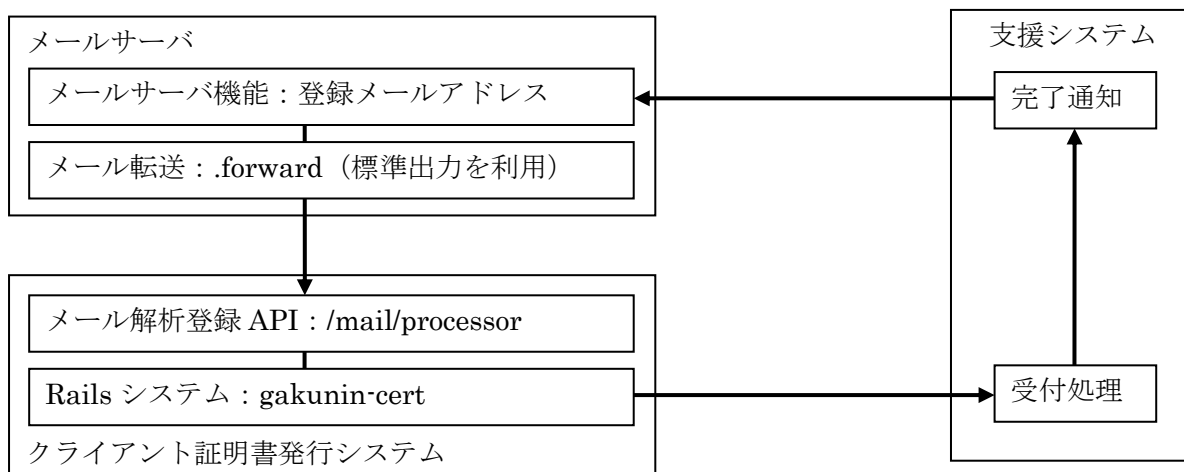 メールサーバ
メールサーバ機能：登録メールアドレス
メール転送：.forward（標準出力を利用）
メール解析登録 API：/mail/processor
Rails システム：gakunin-cert
クライアント証明書発行システム
支援システム
完了通知
受付処理